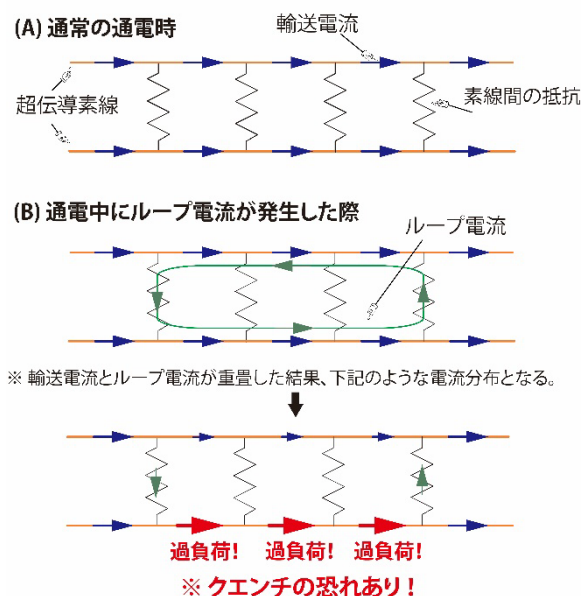 (A) 通常の通電時
輸送電流
超伝導素線
素線間の抵抗
(B) 通電中にループ電流が発生した際
ループ電流
※ 輸送電流とループ電流が重畳した結果、下記のような電流分布となる。
過負荷! 過負荷! 過負荷!
※ クエンチの恐れあり!